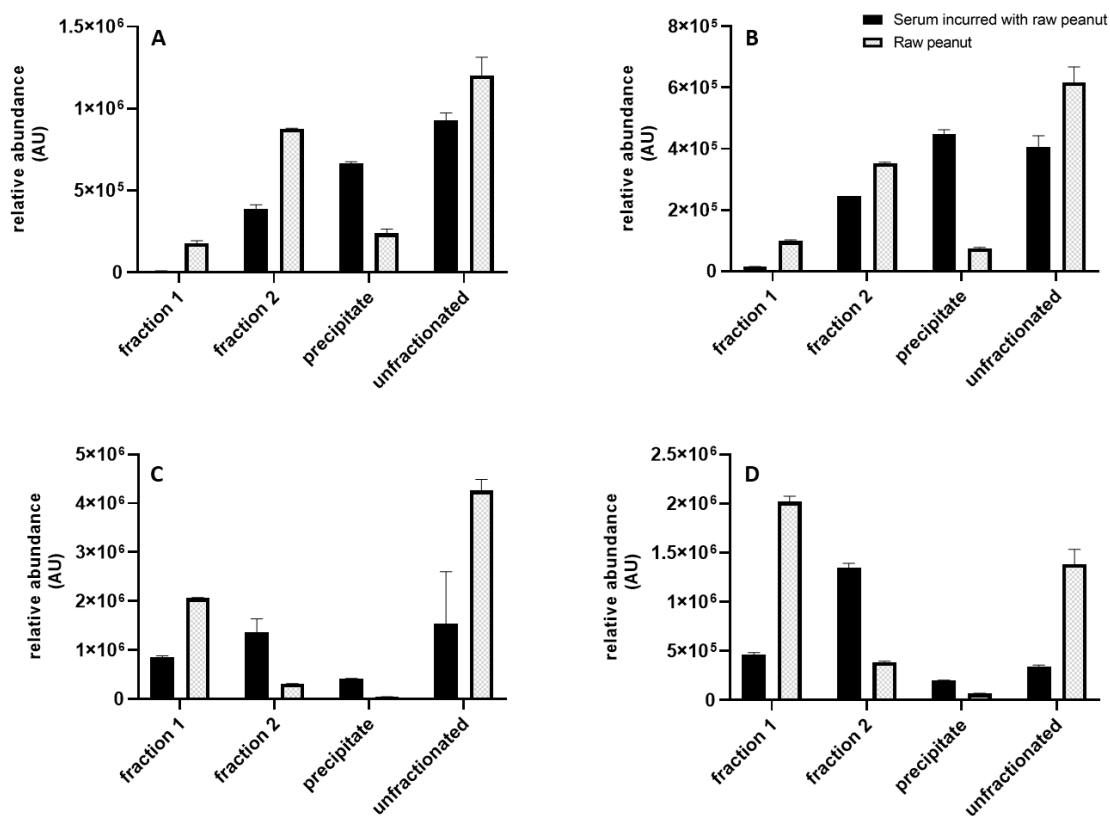 A
relative abundance
(AU)
1.5×10⁶
1×10⁶
5×10⁵
0
fraction 1
fraction 2
precipitate
unfractionated
B
Serum incurred with raw peanut
Raw peanut
relative abundance
(AU)
8×10⁵
6×10⁵
4×10⁵
2×10⁵
0
fraction 1
fraction 2
precipitate
unfractionated
C
relative abundance
(AU)
5×10⁶
4×10⁶
3×10⁶
2×10⁶
1×10⁶
0
fraction 1
fraction 2
precipitate
unfractionated
D
relative abundance
(AU)
2.5×10⁶
2×10⁶
1.5×10⁶
1×10⁶
5×10⁵
0
fraction 1
fraction 2
precipitate
unfractionated